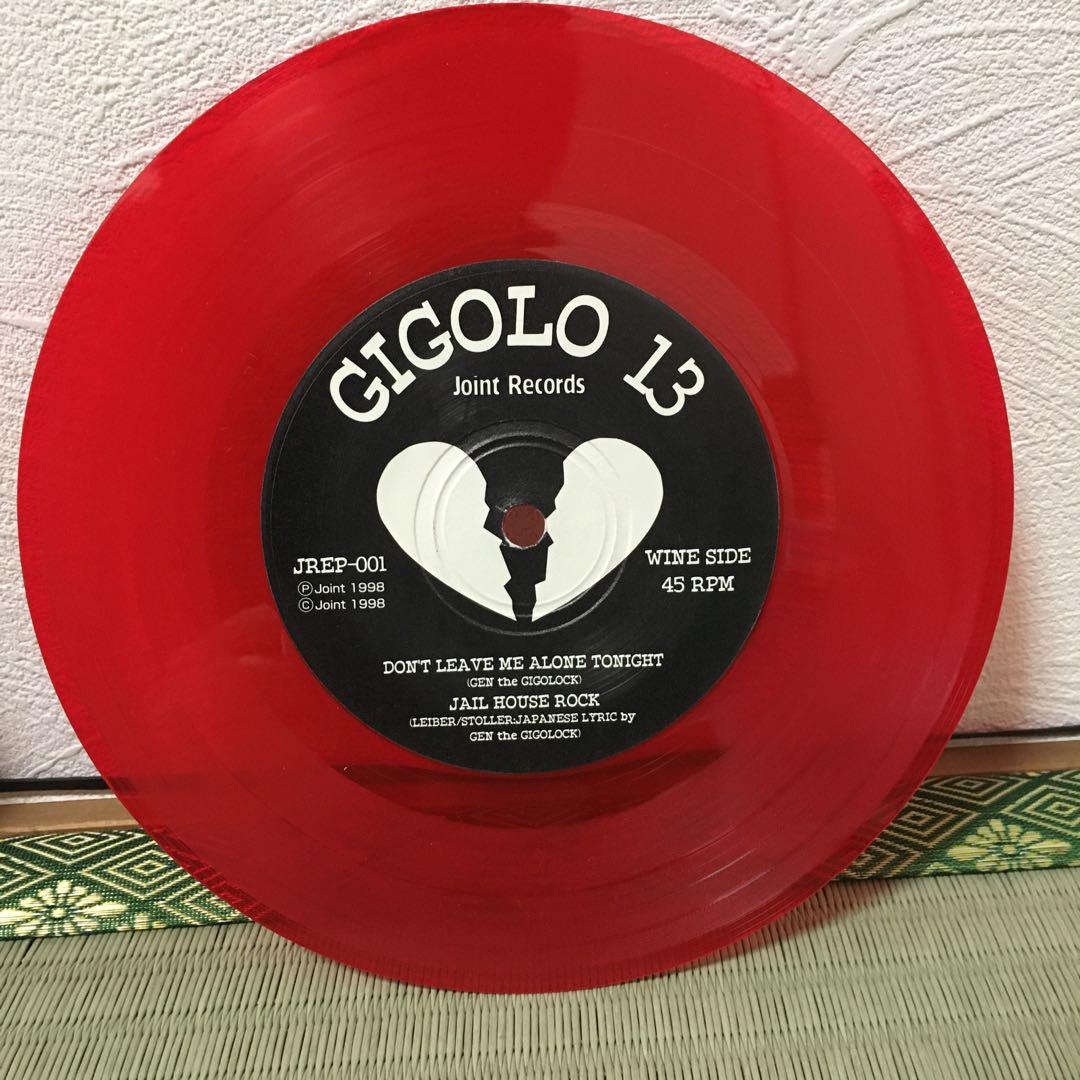 GIGOLO 13
Joint Records
JREP-001
Ⓟ Joint 1998
Ⓒ Joint 1998
WINE SIDE
45 RPM
DON'T LEAVE ME ALONE TONIGHT
(GEN the GIGOLOCK)
JAIL HOUSE ROCK
(LEIBER/STOLLER:JAPANESE LYRIC by
GEN the GIGOLOCK)